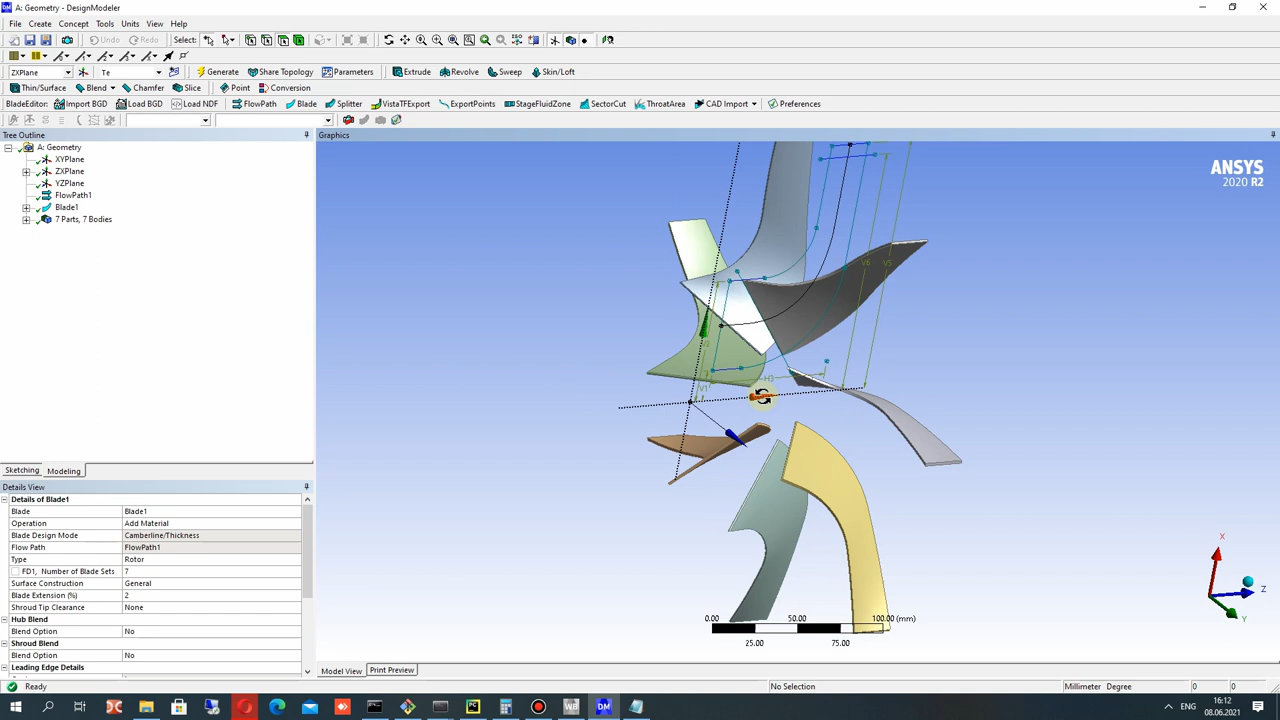 A: Geometry - DesignModeler
File Create Concept Tools Units View Help
Undo Redo Select:
ZXPlane Te Generate Share Topology Parameters Extrude Revolve Sweep Skin/Loft
Thin/Surface Blend Chamfer Slice Point Conversion
BladeEditor: Import BGD Load BGD Load NDF FlowPath Blade Splitter VistaTFExport ExportPoints StageFluidZone SectorCut ThroatArea CAD Import Preferences
Tree Outline
A: Geometry
XYPlane
ZXPlane
YZPlane
FlowPath1
Blade1
7 Parts, 7 Bodies
Sketching Modeling
Details View
Details of Blade1
Blade Blade1
Operation Add Material
Blade Design Mode Camberline/Thickness
Flow Path FlowPath1
Type Rotor
FD1, Number of Blade Sets 7
Surface Construction General
Blade Extension (%) 2
Shroud Tip Clearance None
Hub Blend
Blend Option No
Shroud Blend
Blend Option No
Leading Edge Details
Graphics
ANSYS
2020 R2
V6 V5
H3
V1
0.00 50.00 100.00 (mm)
25.00 75.00
X
Z
Y
Model View Print Preview
Ready No Selection Millimeter Degree 0 0
DM
ENG
16:12
08.06.2021